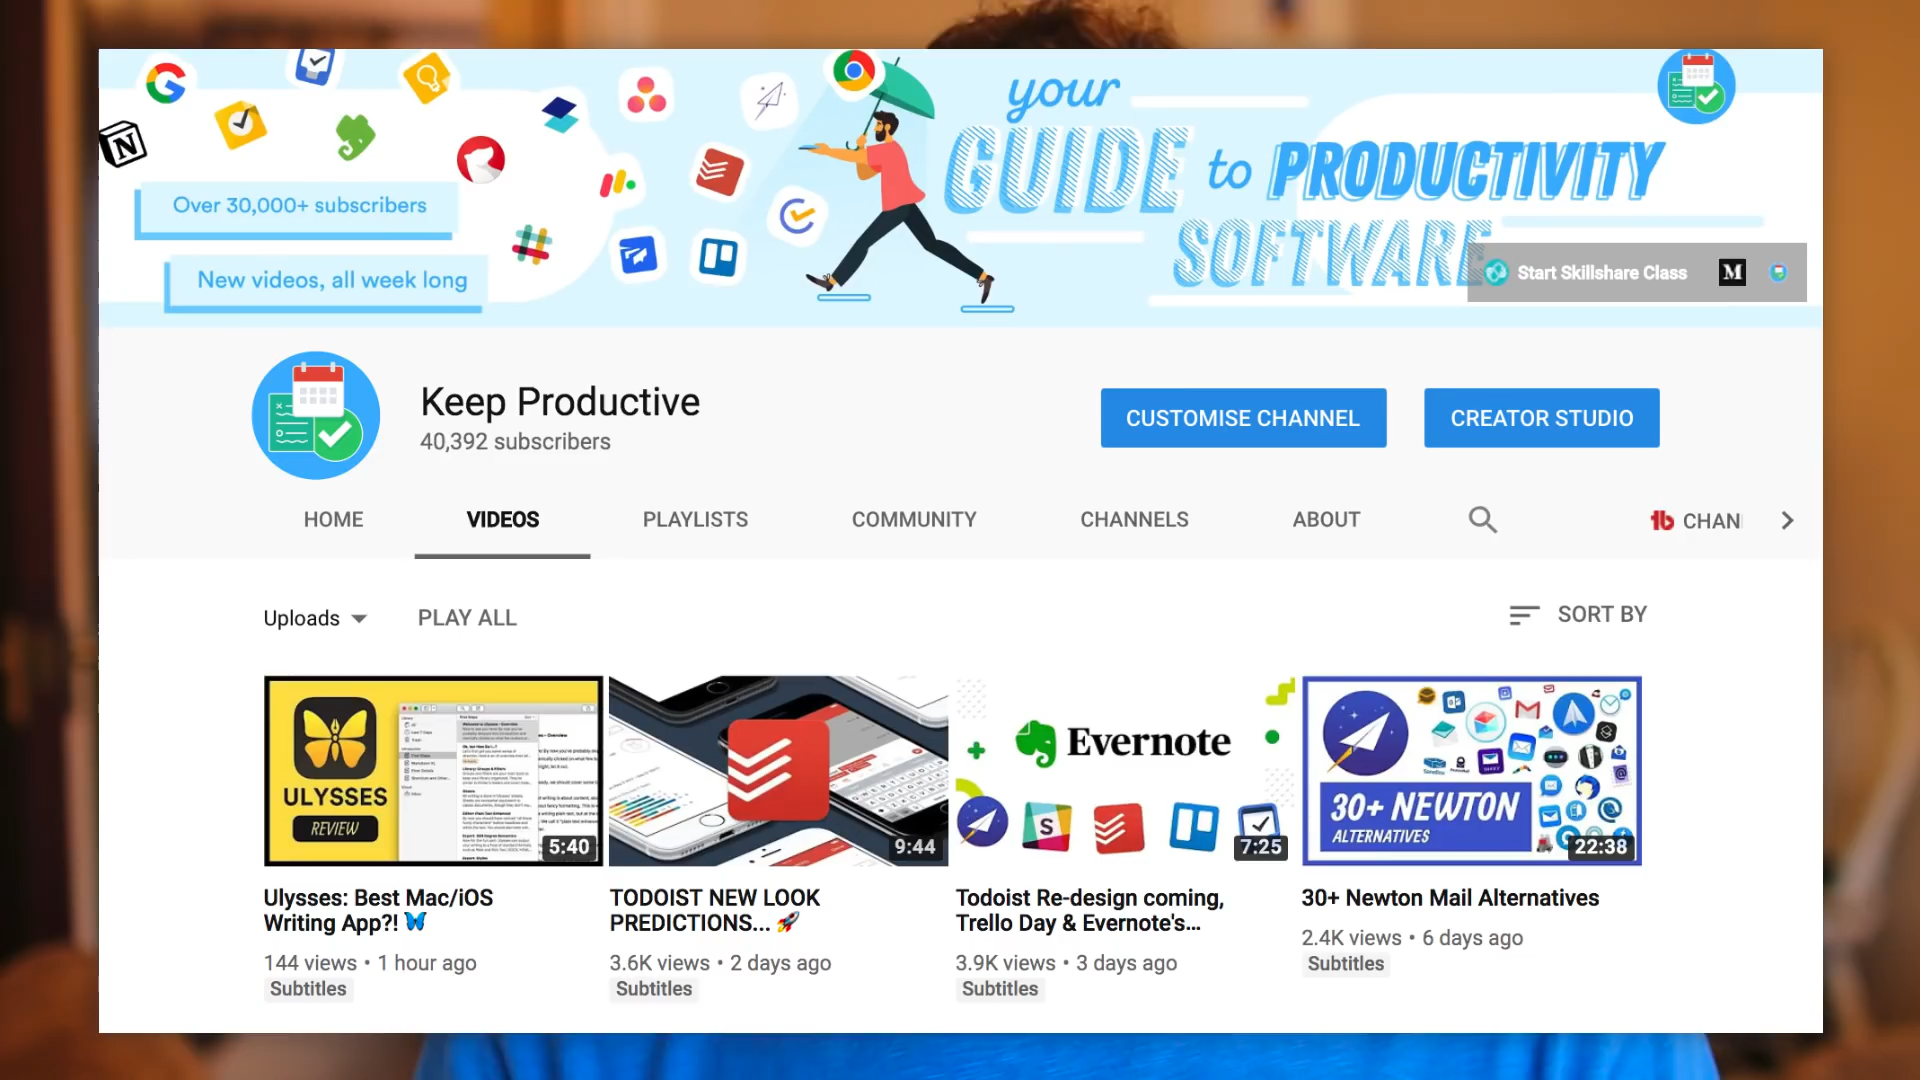 your
GUIDE to PRODUCTIVITY
SOFTWARE
Over 30,000+ subscribers
New videos, all week long
Start Skillshare Class
M
N
Keep Productive
40,392 subscribers
CUSTOMISE CHANNEL
CREATOR STUDIO
HOME
VIDEOS
PLAYLISTS
COMMUNITY
CHANNELS
ABOUT
CHAN
Uploads
PLAY ALL
SORT BY
ULYSSES
REVIEW
5:40
9:44
Evernote
S
7:25
30+ NEWTON
ALTERNATIVES
22:38
Ulysses: Best Mac/iOS
Writing App?!
144 views • 1 hour ago
Subtitles
TODOIST NEW LOOK
PREDICTIONS...
3.6K views • 2 days ago
Subtitles
Todoist Re-design coming,
Trello Day & Evernote's...
3.9K views • 3 days ago
Subtitles
30+ Newton Mail Alternatives
2.4K views • 6 days ago
Subtitles